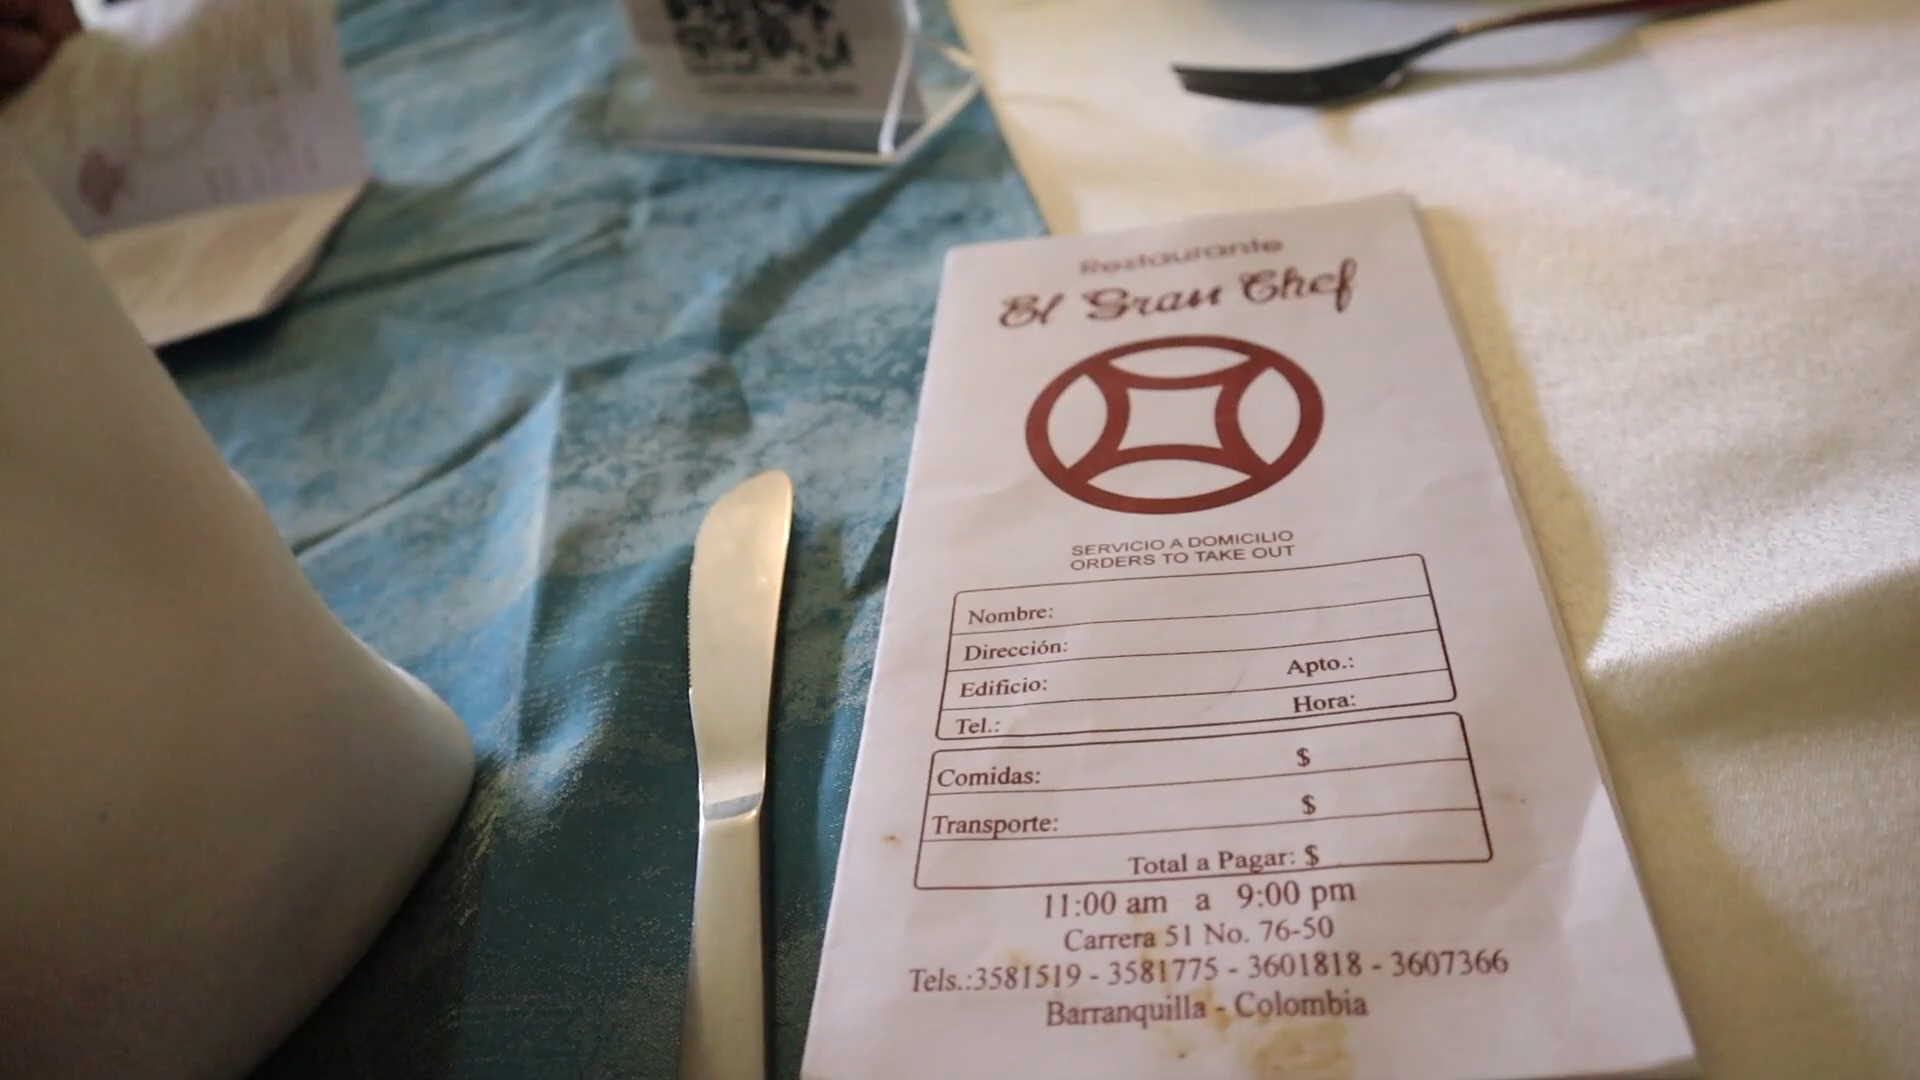 Restaurante
El Gran Chef
SERVICIO A DOMICILIO
ORDERS TO TAKE OUT
Nombre:
Dirección:
Edificio: Apto.:
Tel.: Hora:
Comidas: $
Transporte: $
Total a Pagar: $
11:00 am a 9:00 pm
Carrera 51 No. 76-50
Tels.:3581519 - 3581775 - 3601818 - 3607366
Barranquilla - Colombia